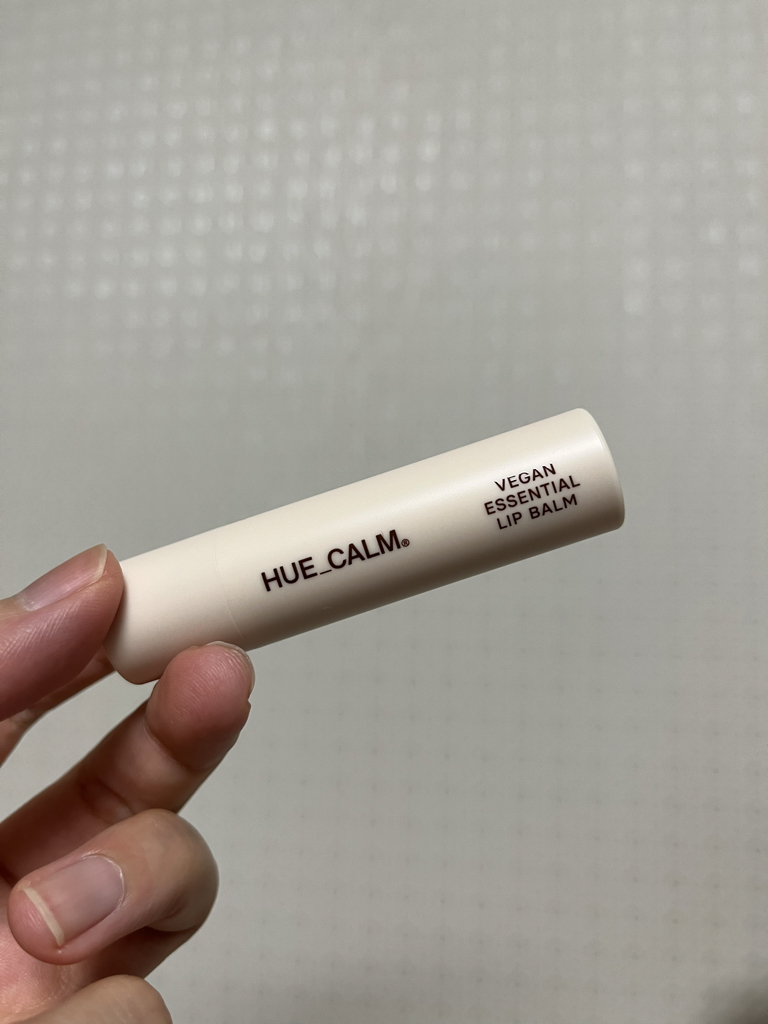 HUE_CALM®
VEGAN
ESSENTIAL
LIP BALM